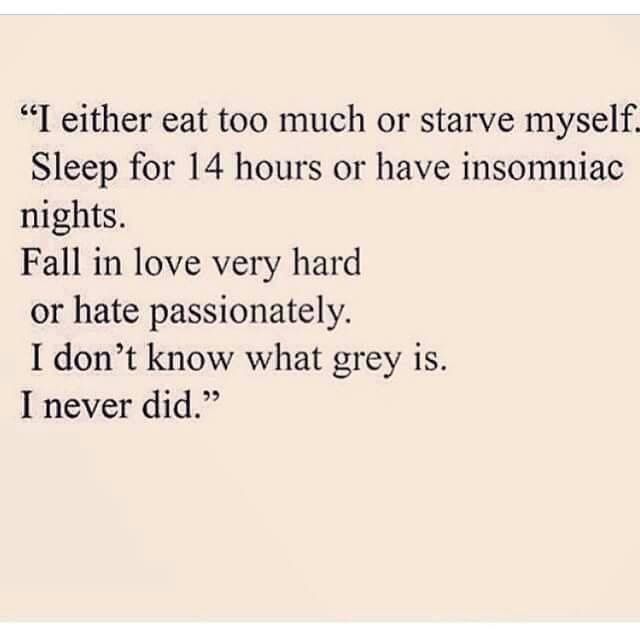 “I either eat too much or starve myself.
Sleep for 14 hours or have insomniac
nights.
Fall in love very hard
or hate passionately.
I don’t know what grey is.
I never did.”